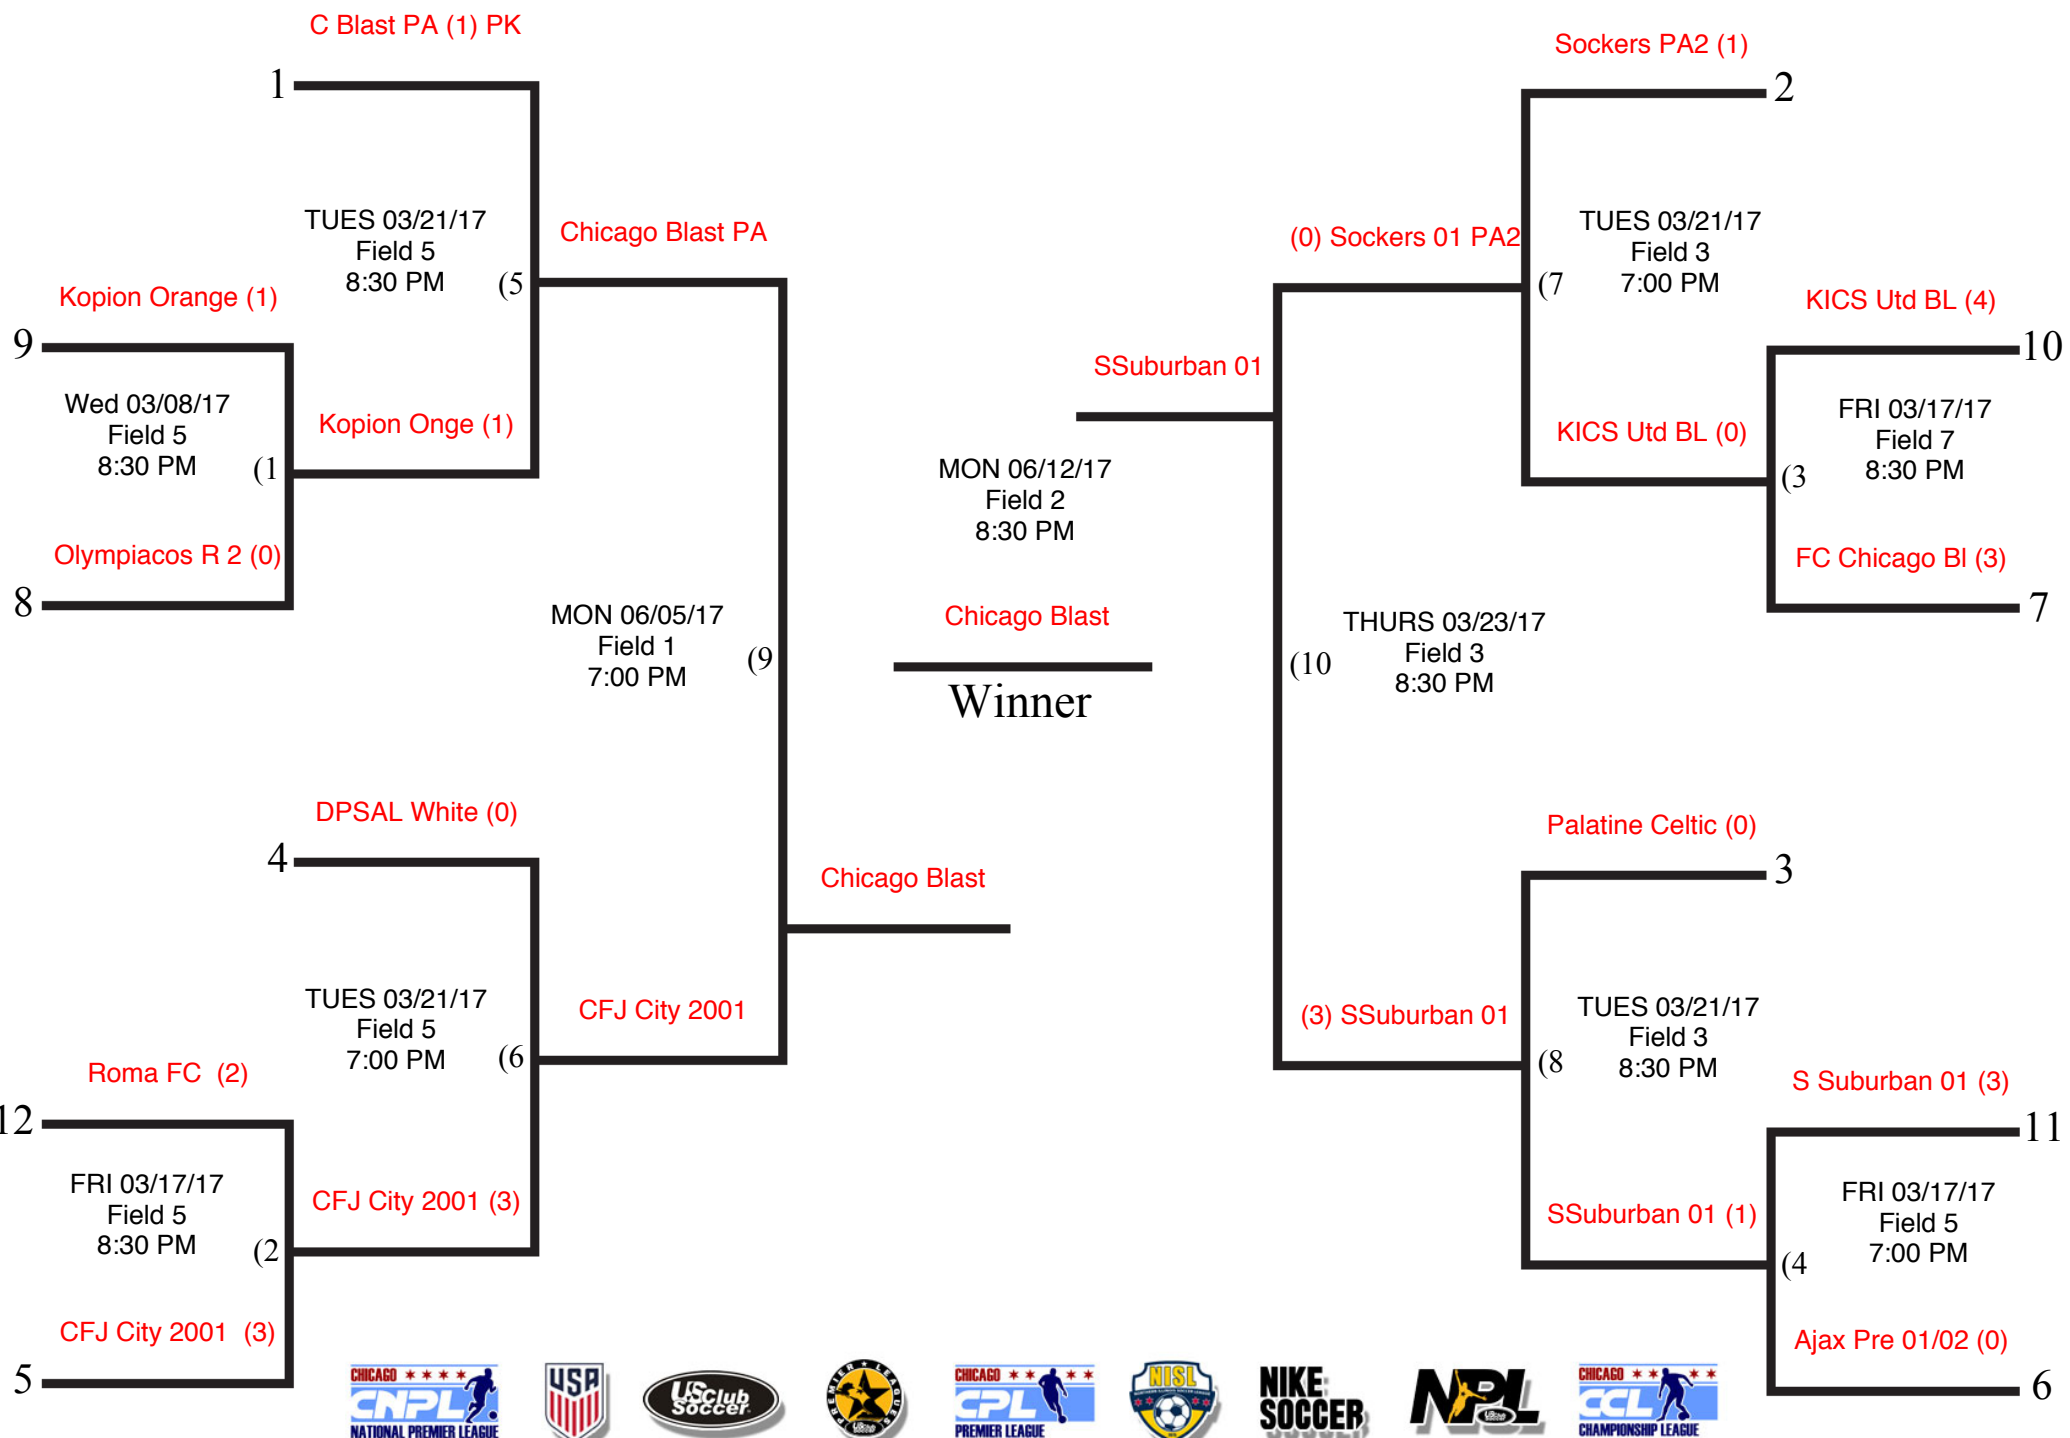 C Blast PA (1) PK
1
TUES 03/21/17
Field 5
8:30 PM
(5
Chicago Blast PA
Kopion Orange (1)
9
Wed 03/08/17
Field 5
8:30 PM
(1
Kopion Onge (1)
Olympiacos R 2 (0)
8
MON 06/05/17
Field 1
7:00 PM
(9
DPSAL White (0)
4
Chicago Blast
TUES 03/21/17
Field 5
7:00 PM
(6
CFJ City 2001
Roma FC (2)
12
FRI 03/17/17
Field 5
8:30 PM
(2
CFJ City 2001 (3)
CFJ City 2001 (3)
5
SSuburban 01
MON 06/12/17
Field 2
8:30 PM
Chicago Blast
Winner
Sockers PA2 (1)
2
(0) Sockers 01 PA2
TUES 03/21/17
Field 3
7:00 PM
(7
KICS Utd BL (4)
10
KICS Utd BL (0)
FRI 03/17/17
Field 7
8:30 PM
(3
FC Chicago Bl (3)
7
THURS 03/23/17
Field 3
8:30 PM
(10
Palatine Celtic (0)
3
(3) SSuburban 01
TUES 03/21/17
Field 3
8:30 PM
(8
S Suburban 01 (3)
11
SSuburban 01 (1)
FRI 03/17/17
Field 5
7:00 PM
(4
Ajax Pre 01/02 (0)
6
CHICAGO
CNPL
NATIONAL PREMIER LEAGUE
USA
US Club
Soccer
PREMIER LEAGUES
CHICAGO
CPL
PREMIER LEAGUE
NISL
NIKE
SOCCER
NPL
CHICAGO
CCL
CHAMPIONSHIP LEAGUE